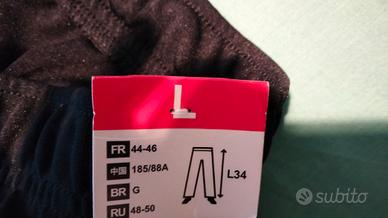 L
FR 44-46
中国 185/88A
BR G
RU 48-50
L34
subito